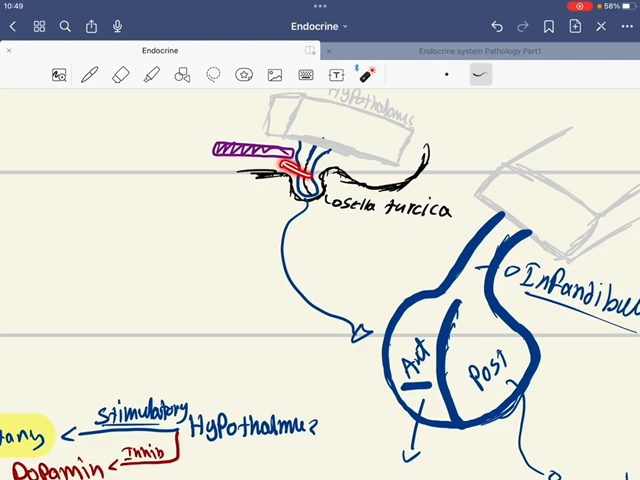 10:49
58%
Endocrine
Endocrine
Endocrine system Pathology Part1
Hypothalamus
sella turcica
Infandibu
Ant
Post
Stimulatory
Hypothalmus
tany
Inhib
Dopamin